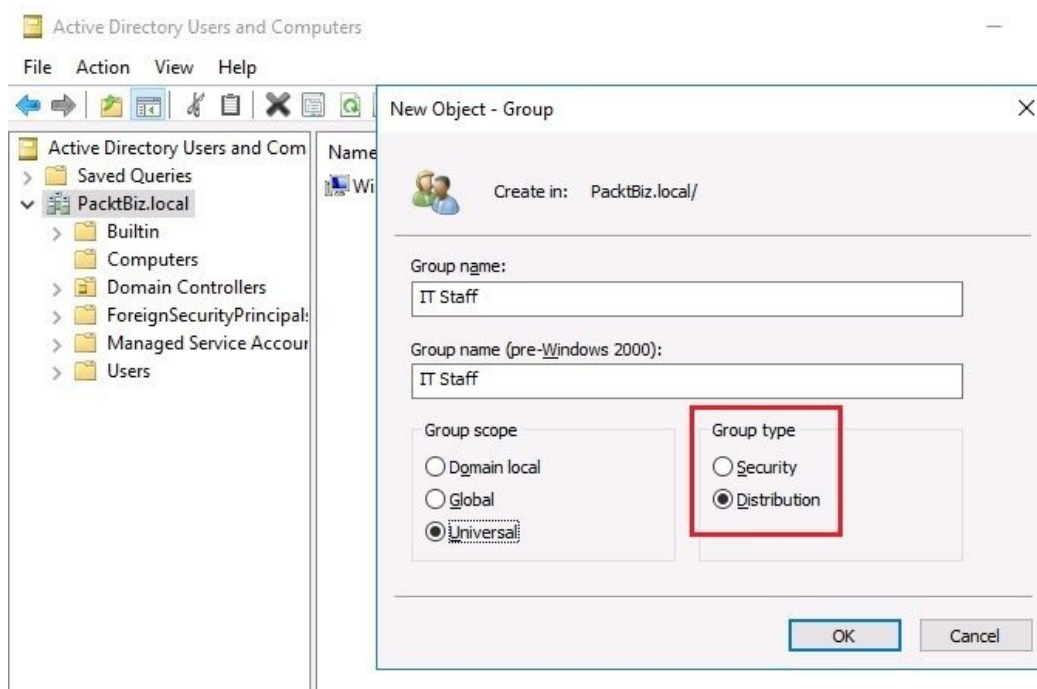 Active Directory Users and Computers
File Action View Help
Active Directory Users and Com
Saved Queries
PacktBiz.local
Builtin
Computers
Domain Controllers
ForeignSecurityPrincipals
Managed Service Accour
Users
Name
Wi
New Object - Group
Create in: PacktBiz.local/
Group name:
IT Staff
Group name (pre-Windows 2000):
IT Staff
Group scope
Domain local
Global
Universal
Group type
Security
Distribution
OK Cancel